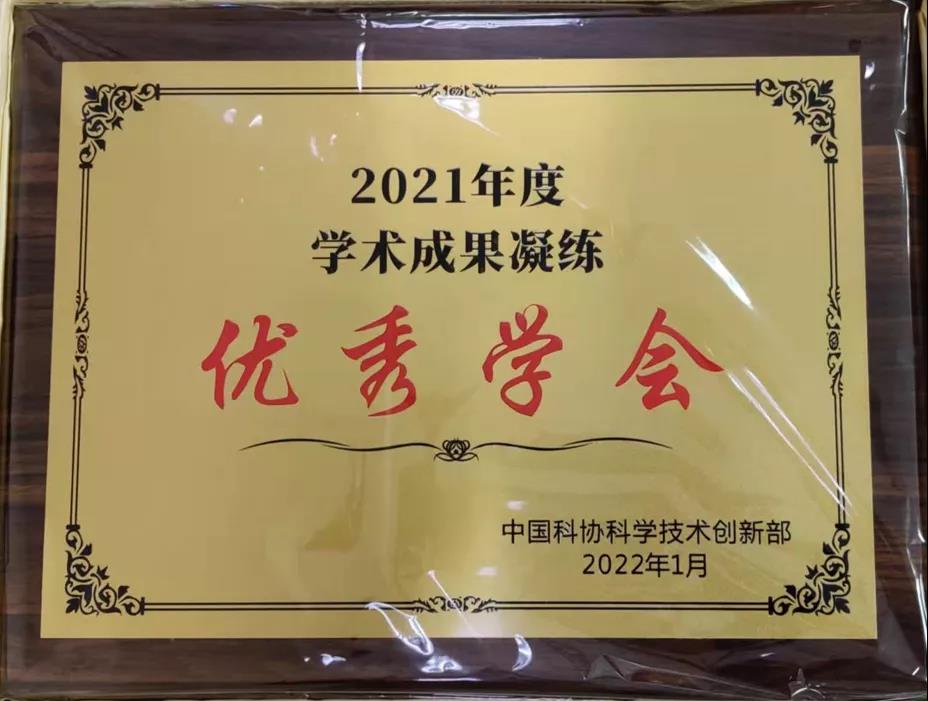 2021年度
学术成果凝练
优秀学会
中国科协科学技术创新部
2022年1月